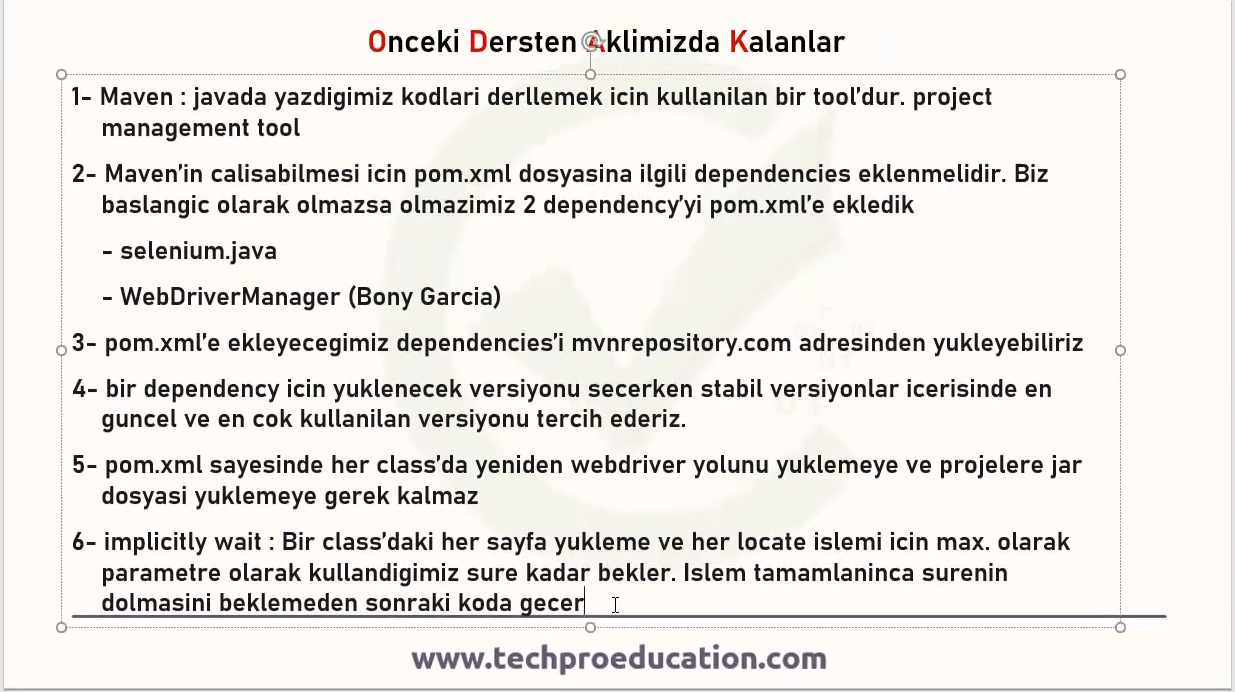 Onceki Dersten Aklimizda Kalanlar
1- Maven : javada yazdigimiz kodlari derllemek icin kullanilan bir tool'dur. project
management tool
2- Maven'in calisabilmesi icin pom.xml dosyasina ilgili dependencies eklenmelidir. Biz
baslangic olarak olmazsa olmazimiz 2 dependency'yi pom.xml'e ekledik
- selenium.java
- WebDriverManager (Bony Garcia)
3- pom.xml'e ekleyecegimiz dependencies'i mvnrepository.com adresinden yukleyebiliriz
4- bir dependency icin yuklenecek versiyonu secerken stabil versiyonlar icerisinde en
guncel ve en cok kullanilan versiyonu tercih ederiz.
5- pom.xml sayesinde her class'da yeniden webdriver yolunu yuklemeye ve projelere jar
dosyasi yuklemeye gerek kalmaz
6- implicitly wait : Bir class'daki her sayfa yukleme ve her locate islemi icin max. olarak
parametre olarak kullandigimiz sure kadar bekler. Islem tamamlaninca surenin
dolmasini beklemeden sonraki koda gecer
www.techproeducation.com